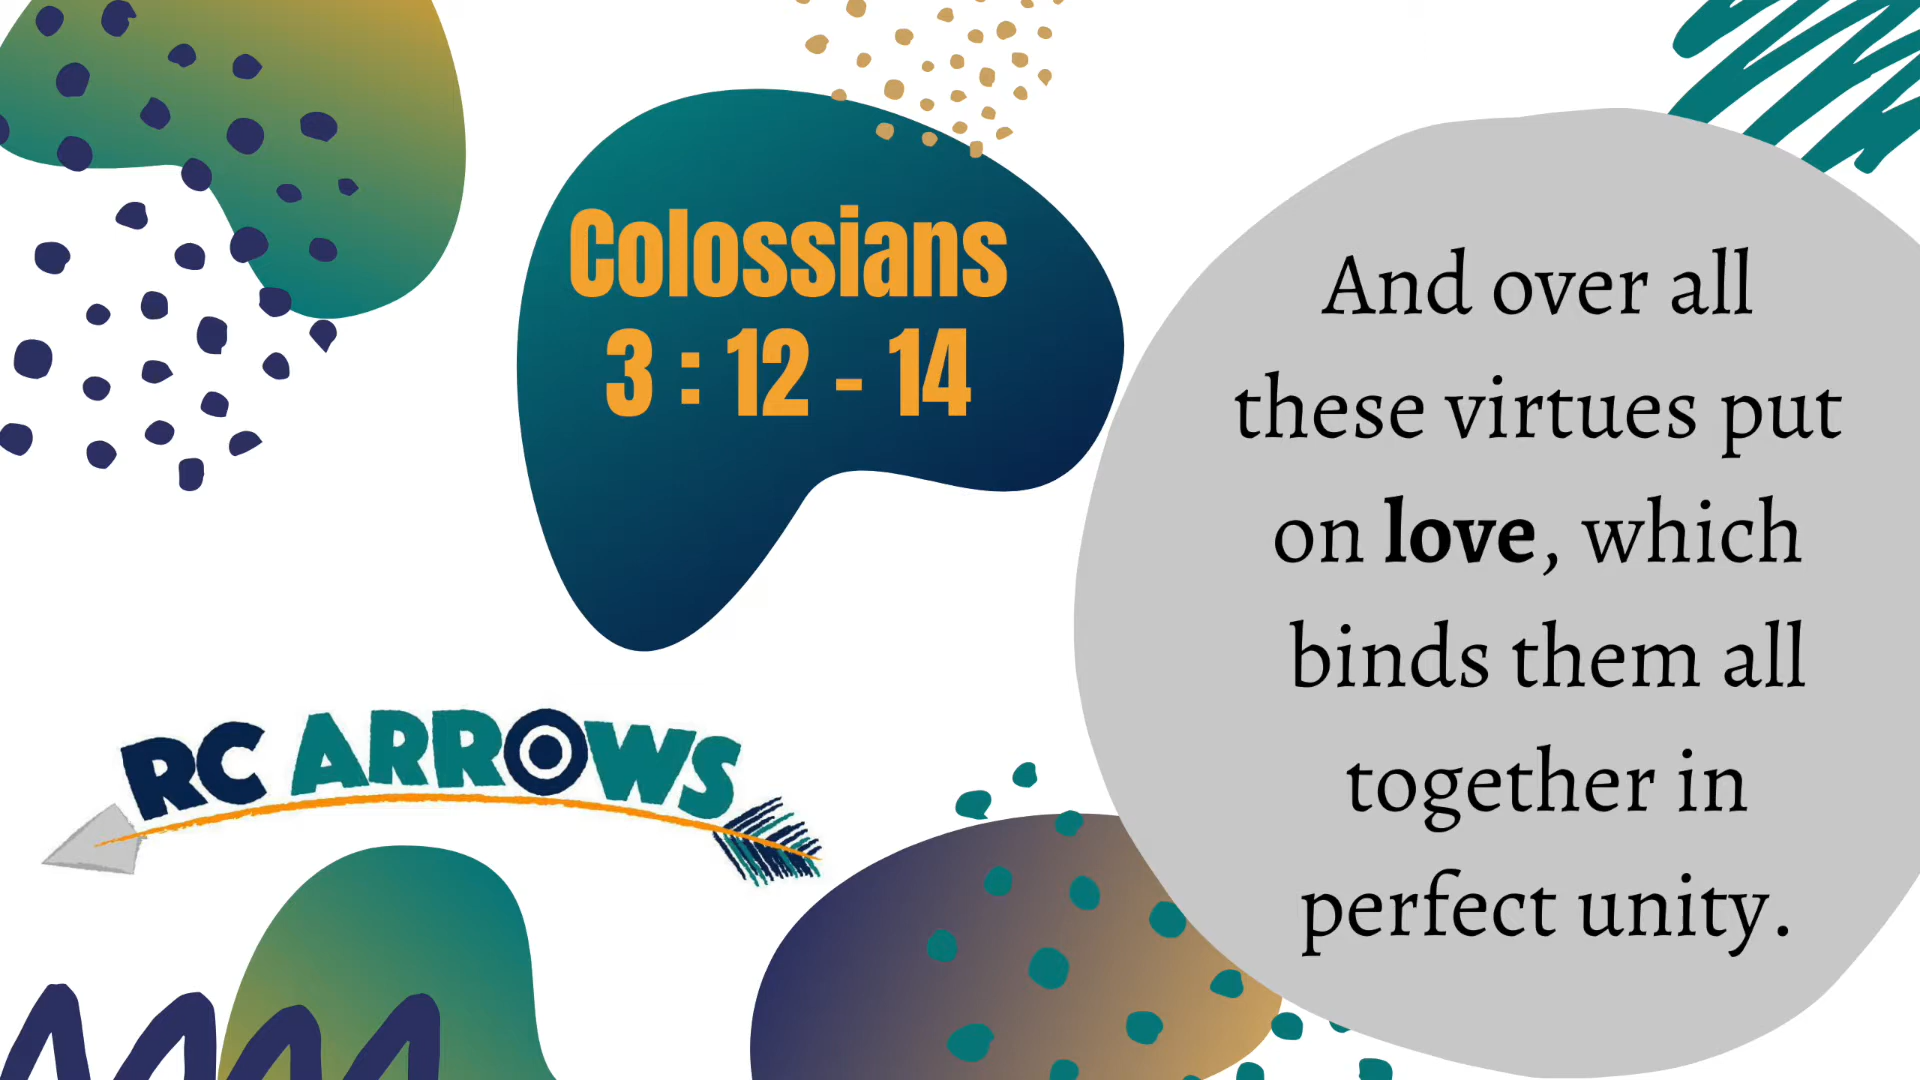 Colossians
3 : 12 - 14
And over all
these virtues put
on love, which
binds them all
together in
perfect unity.
RC ARROWS